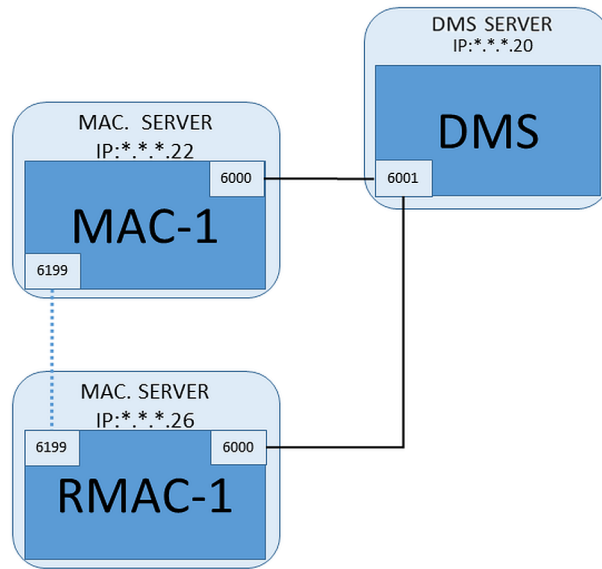 DMS SERVER
IP:*.*.*.20
DMS
6001
MAC. SERVER
IP:*.*.*.22
6000
MAC-1
6199
MAC. SERVER
IP:*.*.*.26
6199
6000
RMAC-1